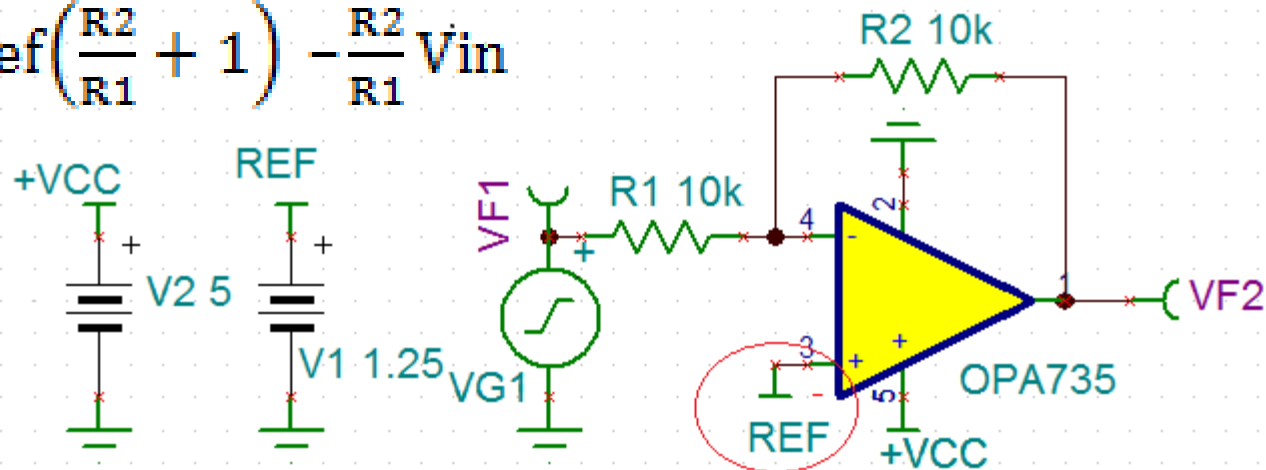 ef(R2/R1 + 1) −R2/R1 Vin
R2 10k
+VCC
REF
VF1
R1 10k
2
4
-
+
+
+
V2 5
1
VF2
V1 1.25
VG1
3
+
+
-
OPA735
5
REF
+VCC